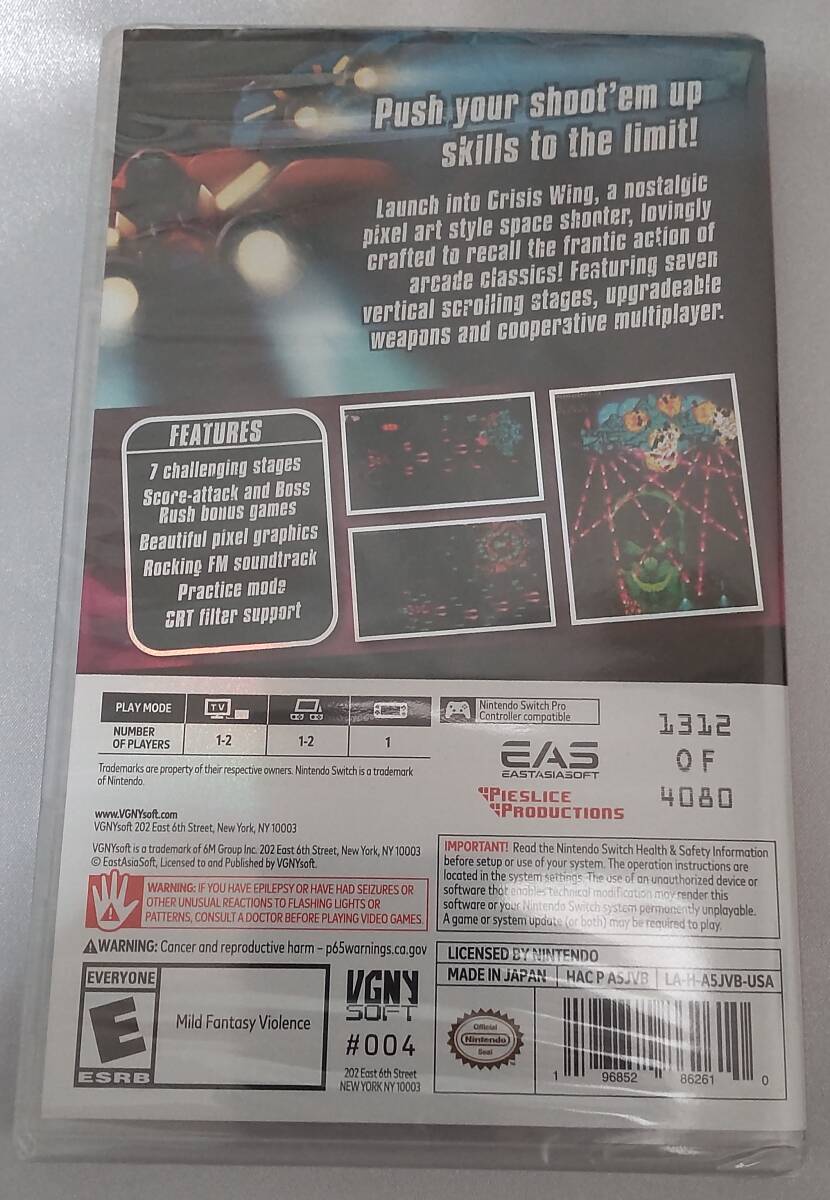 Push your shoot'em up
skills to the limit!
Launch into Crisis Wing, a nostalgic
pixel art style space shooter, lovingly
crafted to recall the frantic action of
arcade classics! Featuring seven
vertical scrolling stages, upgradeable
weapons and cooperative multiplayer.
FEATURES
7 challenging stages
Score-attack and Boss
Rush bonus games
Beautiful pixel graphics
Rocking FM soundtrack
Practice mode
CRT filter support
PLAY MODE
TV
NUMBER
OF PLAYERS
1-2
1-2
1
Nintendo Switch Pro
Controller compatible
1312
OF
4080
EAS
EASTASIASOFT
PIESLICE
PRODUCTIONS
Trademarks are property of their respective owners. Nintendo Switch is a trademark
of Nintendo.
www.VGNYsoft.com
VGNYsoft 202 East 6th Street, New York, NY 10003
VGNYsoft is a trademark of 6M Group Inc. 202 East 6th Street, New York, NY 10003
© EastAsiaSoft, Licensed to and Published by VGNYsoft.
WARNING: IF YOU HAVE EPILEPSY OR HAVE HAD SEIZURES OR
OTHER UNUSUAL REACTIONS TO FLASHING LIGHTS OR
PATTERNS, CONSULT A DOCTOR BEFORE PLAYING VIDEO GAMES.
IMPORTANT! Read the Nintendo Switch Health & Safety Information
before setup or use of your system. The operation instructions are
located in the system settings. The use of an unauthorized device or
software that enables technical modification may render this
software or your Nintendo Switch system permanently unplayable.
A game or system update (or both) may be required to play.
WARNING: Cancer and reproductive harm – p65warnings.ca.gov
EVERYONE
E
ESRB
Mild Fantasy Violence
VGNY
SOFT
#004
202 East 6th Street
NEW YORK NY 10003
LICENSED BY NINTENDO
MADE IN JAPAN
HAC P A5JVB
LA-H-A5JVB-USA
Official
Nintendo
Seal
1 96852 86261 0